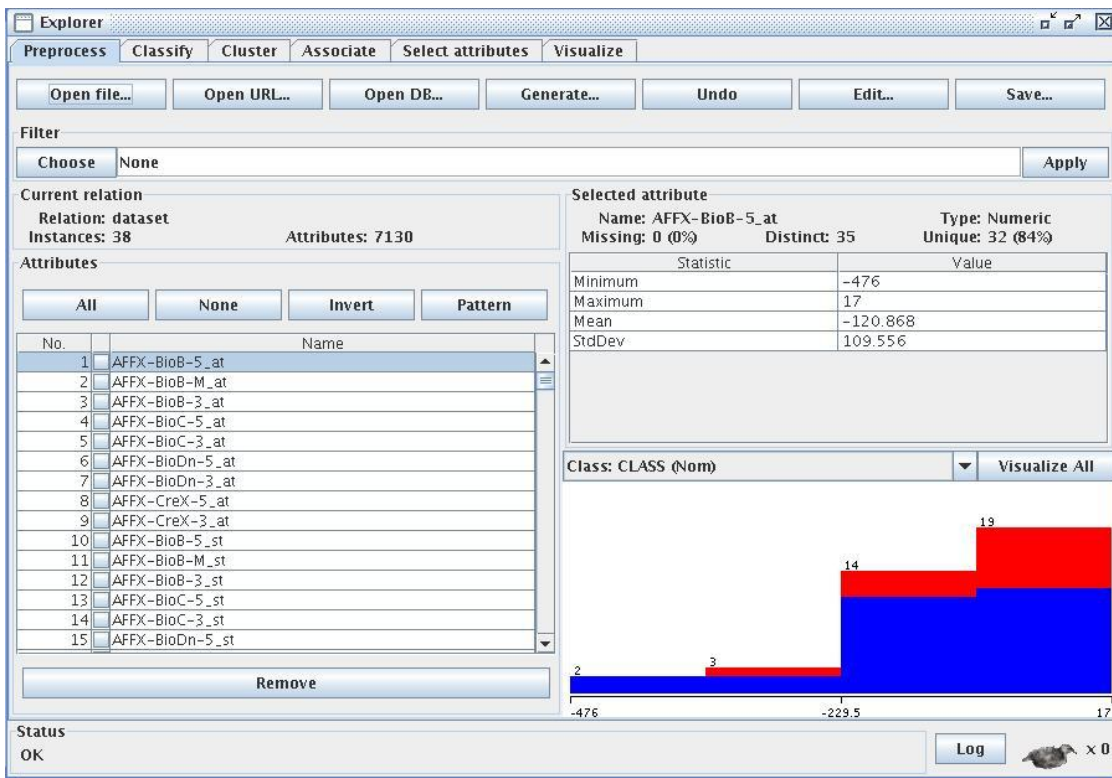 Explorer
Preprocess Classify Cluster Associate Select attributes Visualize
Open file... Open URL... Open DB... Generate... Undo Edit... Save...
Filter
Choose None Apply
Current relation
Relation: dataset
Instances: 38 Attributes: 7130
Attributes
All None Invert Pattern
No. Name
1 AFFX-BioB-5_at
2 AFFX-BioB-M_at
3 AFFX-BioB-3_at
4 AFFX-BioC-5_at
5 AFFX-BioC-3_at
6 AFFX-BioDn-5_at
7 AFFX-BioDn-3_at
8 AFFX-CreX-5_at
9 AFFX-CreX-3_at
10 AFFX-BioB-5_st
11 AFFX-BioB-M_st
12 AFFX-BioB-3_st
13 AFFX-BioC-5_st
14 AFFX-BioC-3_st
15 AFFX-BioDn-5_st
Remove
Selected attribute
Name: AFFX-BioB-5_at Type: Numeric
Missing: 0 (0%) Distinct: 35 Unique: 32 (84%)
Statistic Value
Minimum -476
Maximum 17
Mean -120.868
StdDev 109.556
Class: CLASS (Nom) Visualize All
19
14
3
2
-476 -229.5 17
Status
OK
Log x 0